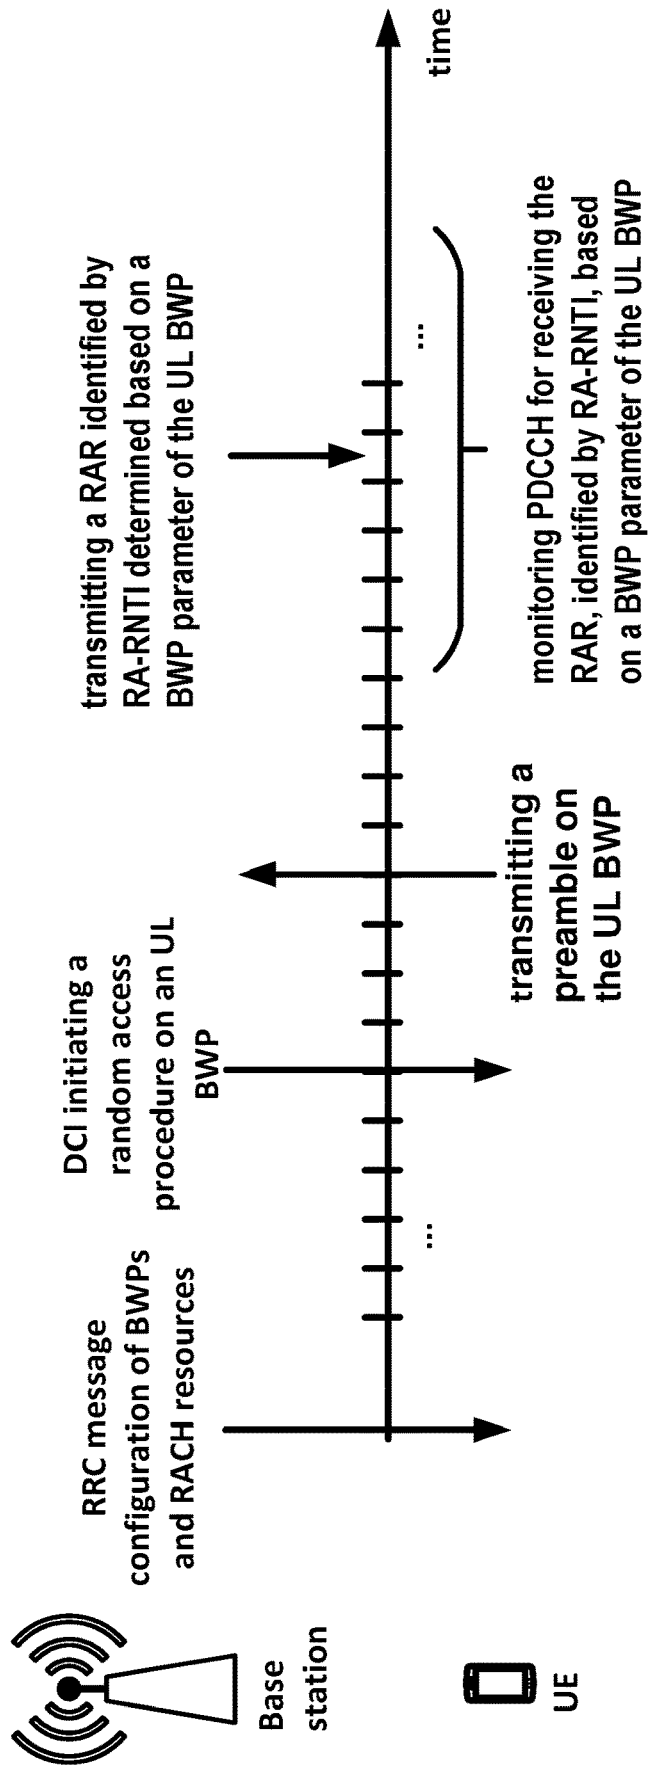 Base
station
UE
RRC message
configuration of BWPs
and RACH resources
...
DCI initiating a
random access
procedure on an UL
BWP
transmitting a
preamble on
the UL BWP
transmitting a RAR identified by
RA-RNTI determined based on a
BWP parameter of the UL BWP
...
monitoring PDCCH for receiving the
RAR, identified by RA-RNTI, based
on a BWP parameter of the UL BWP
time